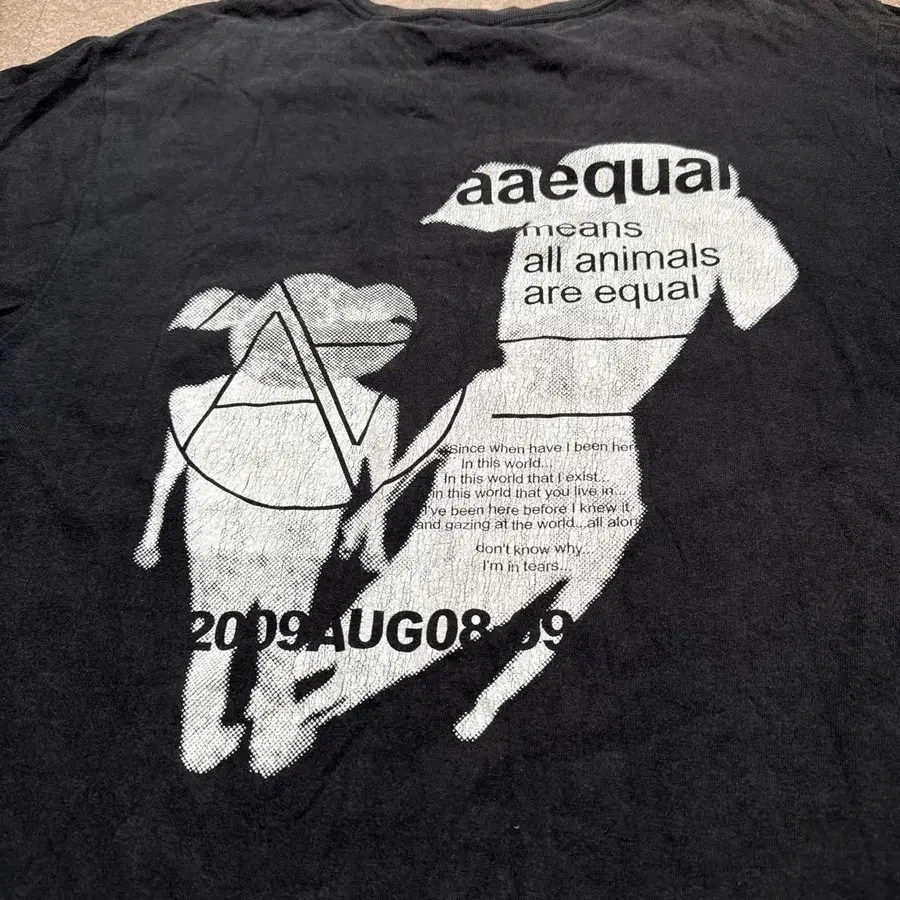 aaequal
means
all animals
are equal
Since when have I been her
In this world...
In this world that I exist...
in this world that you live in...
I've been here before I knew it,
and gazing at the world...all alon
don't know why...
I'm in tears...
2009AUG08-09